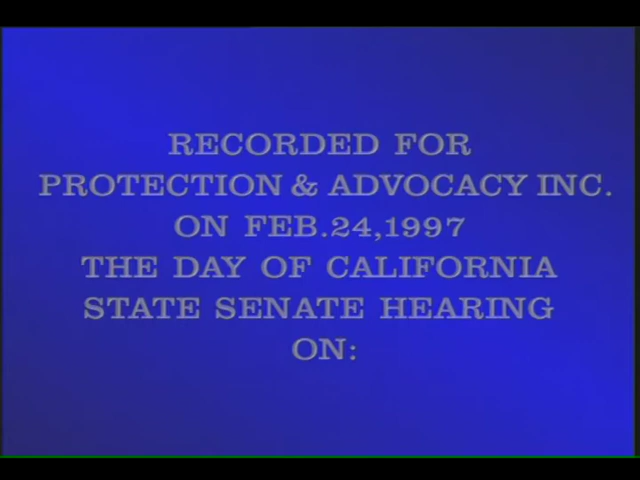 RECORDED FOR
PROTECTION & ADVOCACY INC.
ON FEB.24,1997
THE DAY OF CALIFORNIA
STATE SENATE HEARING
ON: